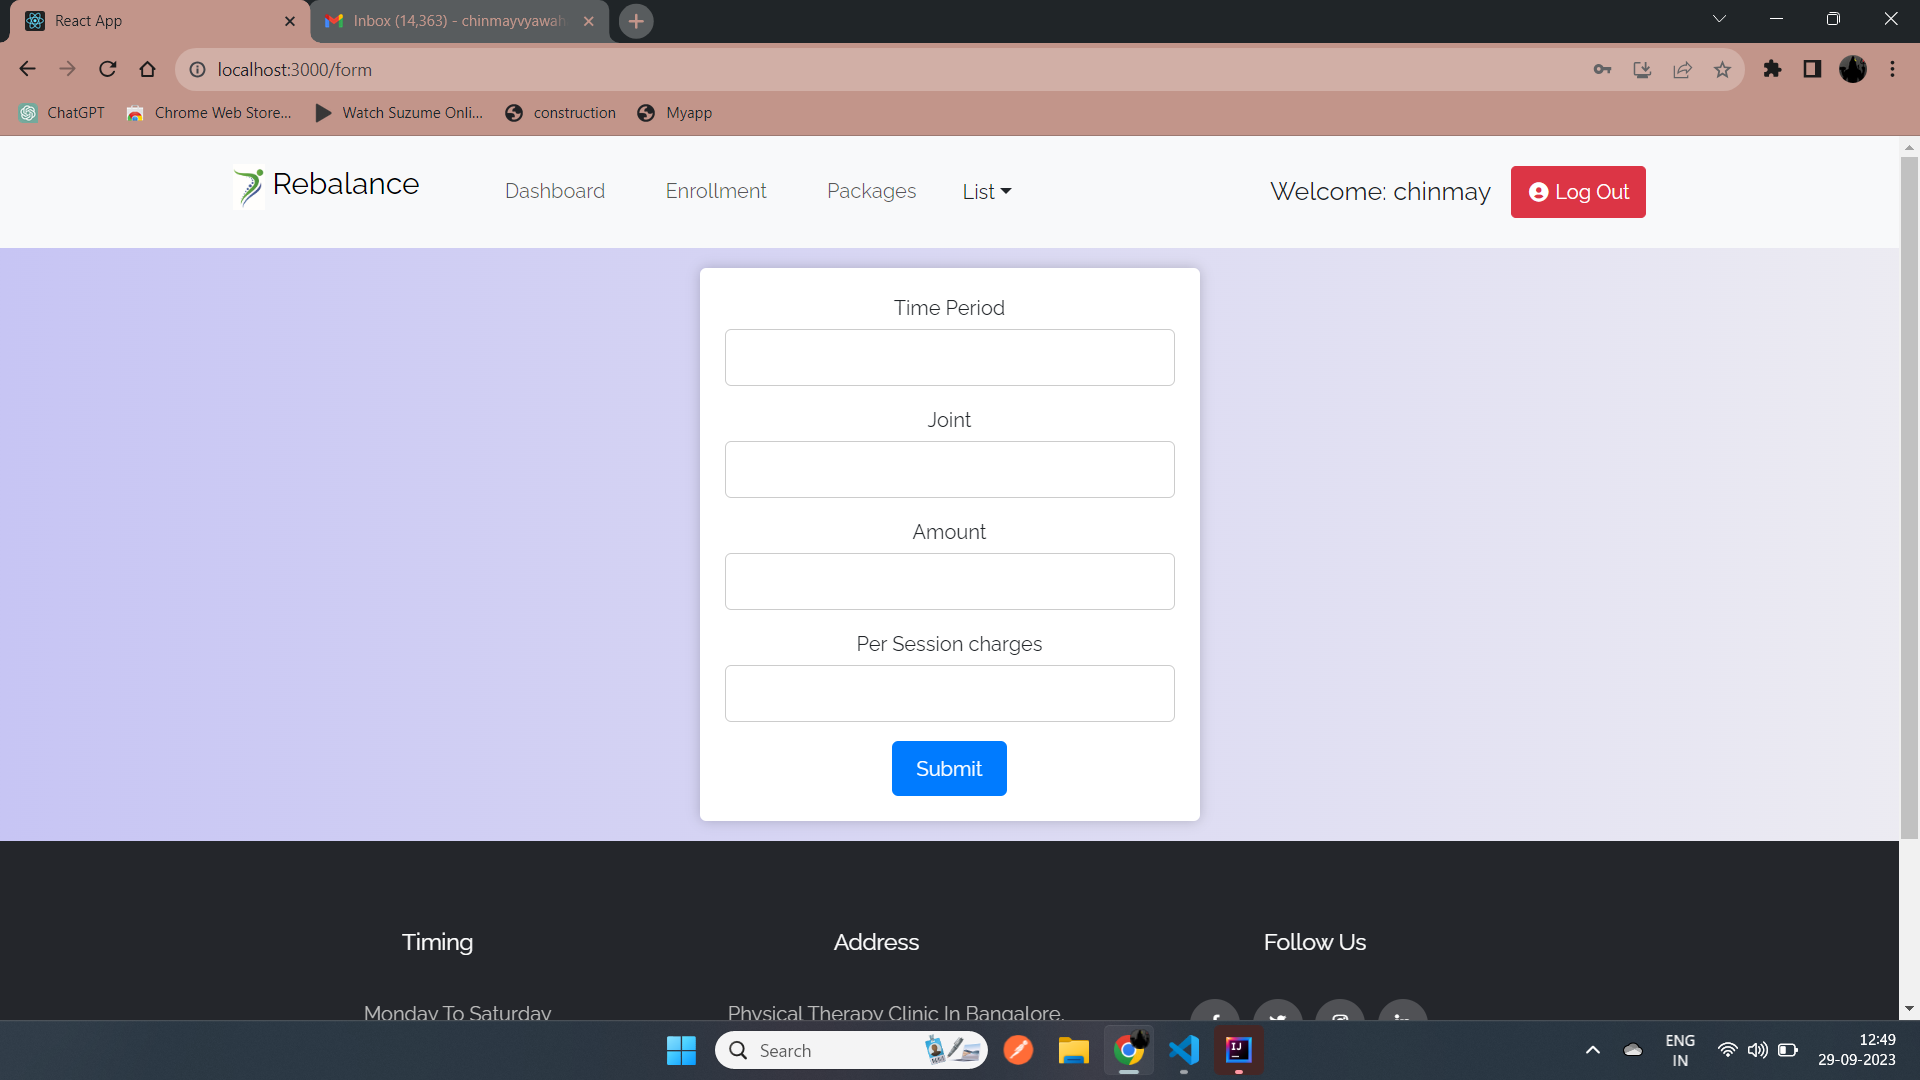 React App
Inbox (14,363) - chinmayvyawah
localhost:3000/form
ChatGPT
Chrome Web Store...
Watch Suzume Onli...
construction
Myapp
Rebalance
Dashboard
Enrollment
Packages
List
Welcome: chinmay
Log Out
Time Period
Joint
Amount
Per Session charges
Submit
Timing
Address
Follow Us
Monday To Saturday
Physical Therapy Clinic In Bangalore,
Search
ENG
IN
12:49
29-09-2023